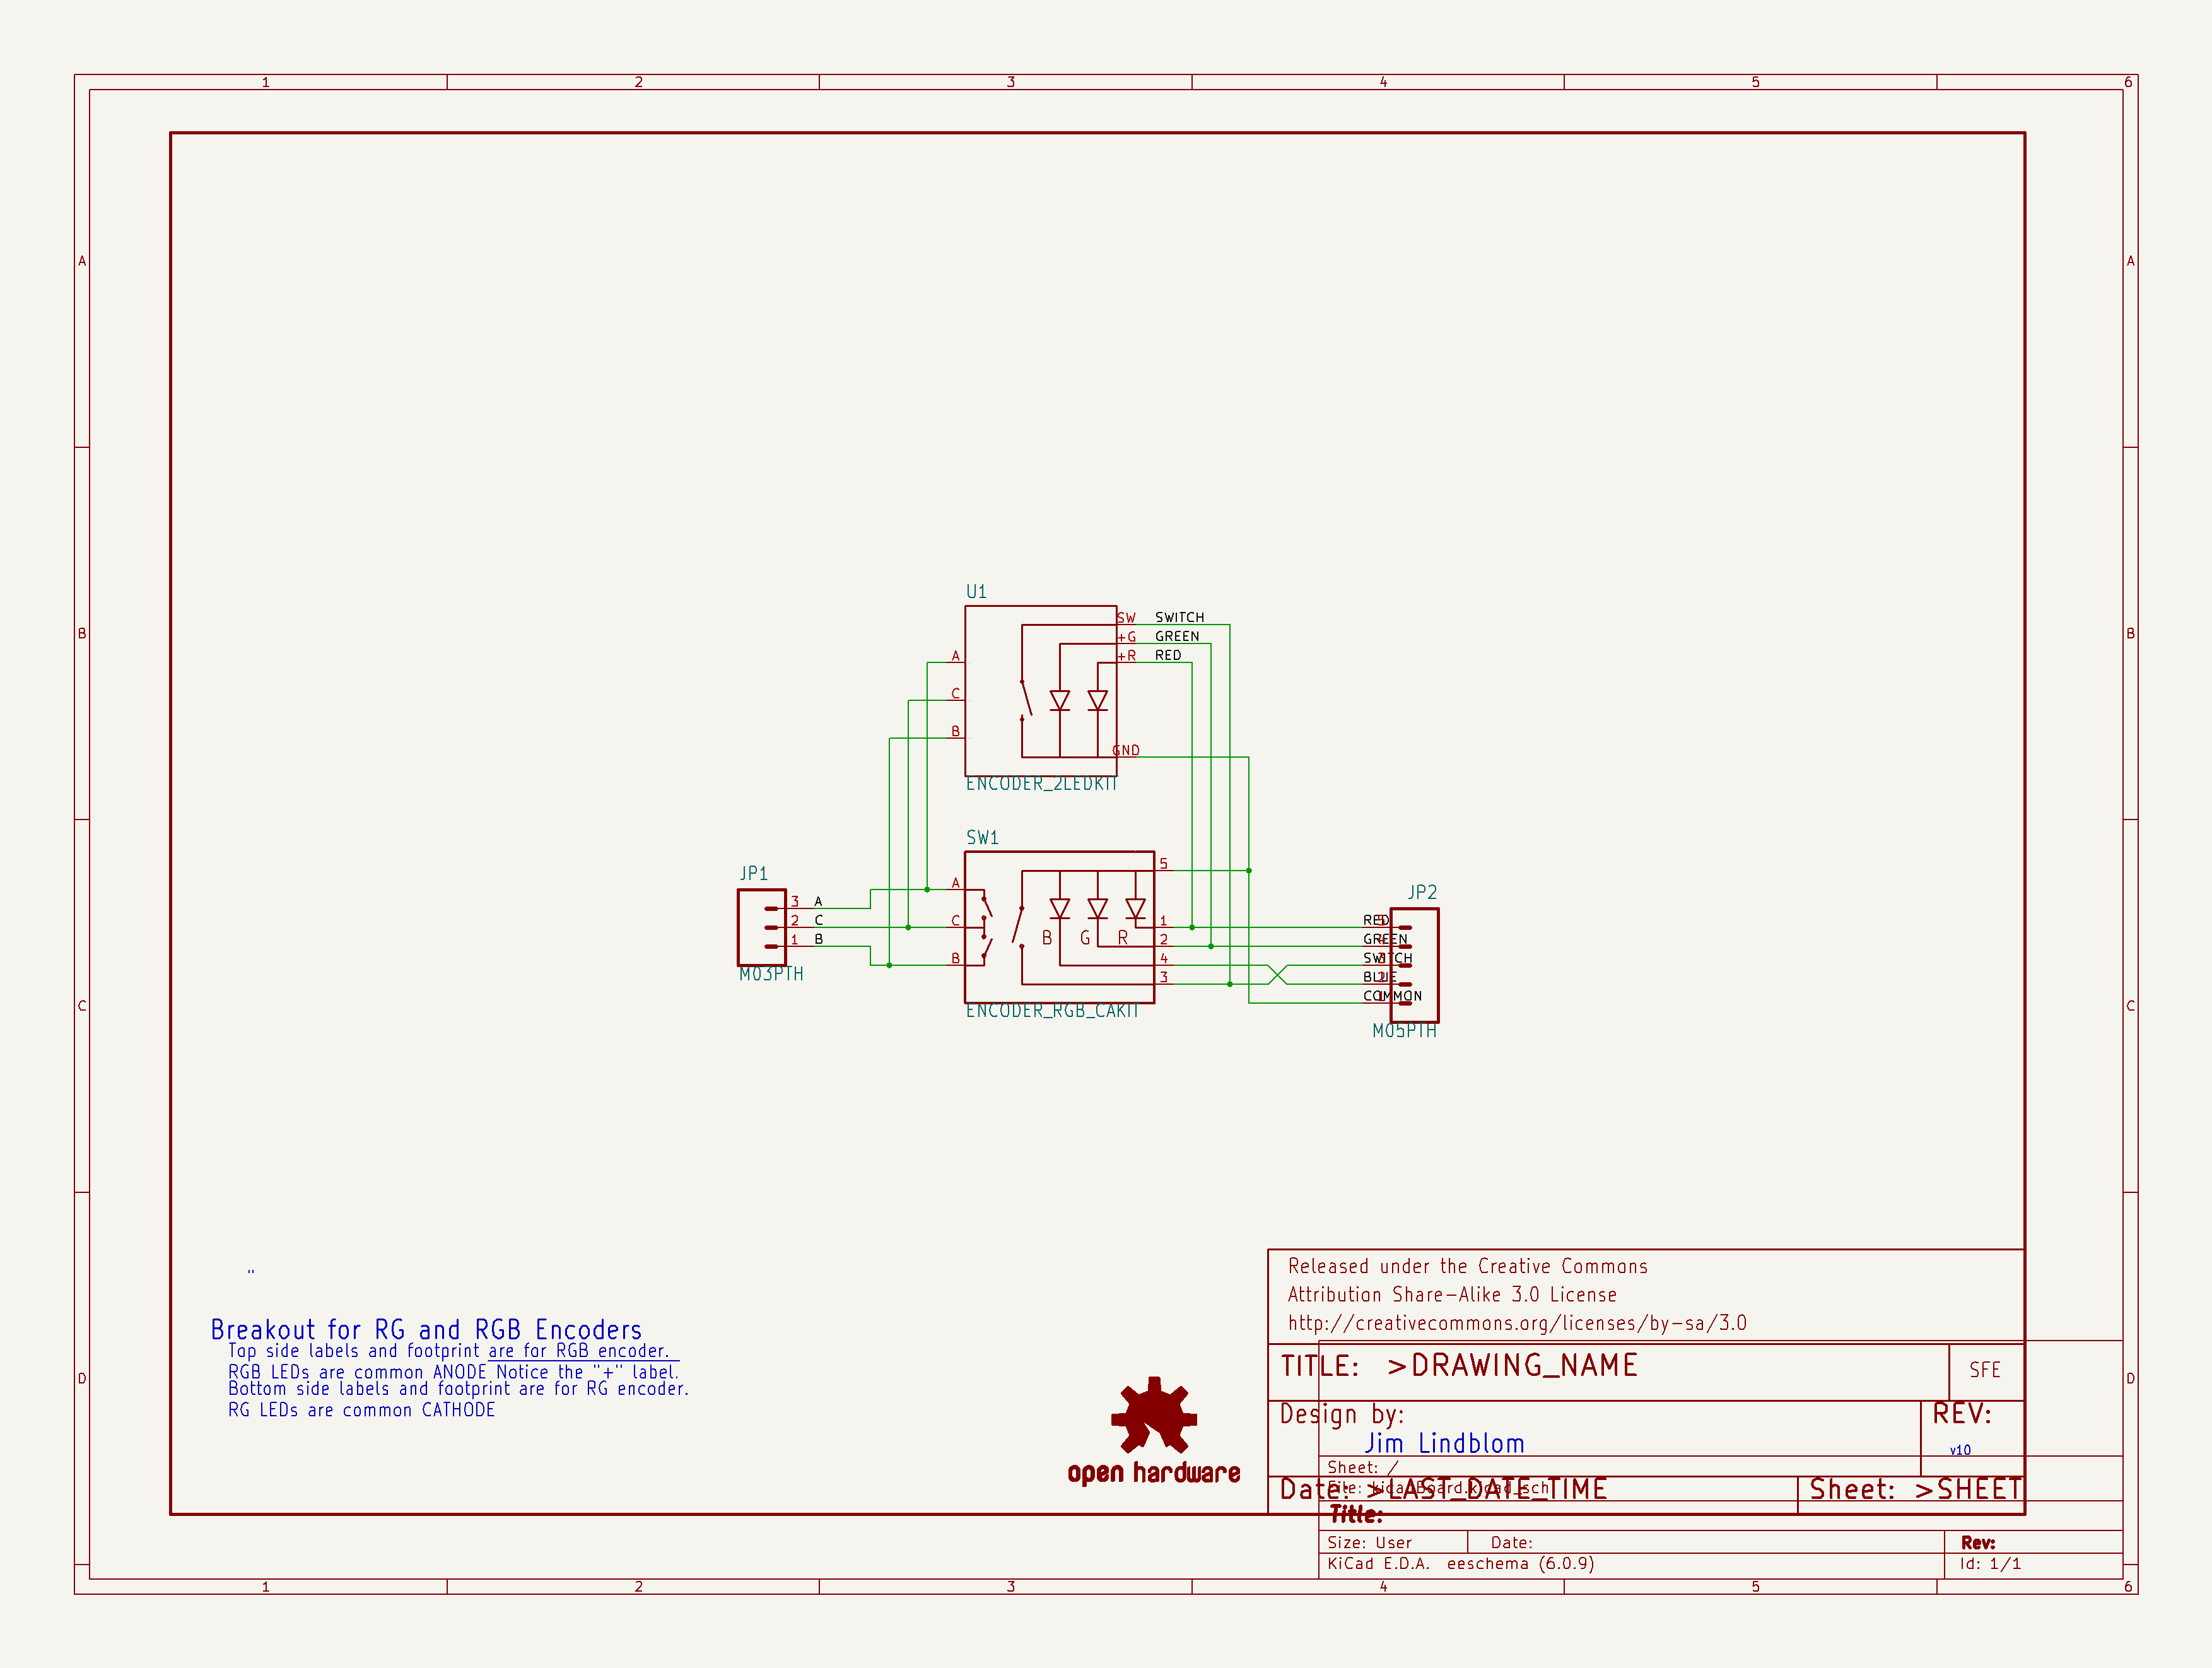 1 2 3 4 5 6
A A
B B
C C
D D
U1
SW SWITCH
+G GREEN
+R RED
A
C
B
GND
ENCODER_2LEDKIT
SW1
5
A
C
B
B G R
1
2
4
3
ENCODER_RGB_CAKIT
JP1
3 A
2 C
1 B
M03PTH
JP2
RED
GREEN
SWITCH
BLUE
COMMON
M05PTH
"
Breakout for RG and RGB Encoders
Top side labels and footprint are for RGB encoder.
RGB LEDs are common ANODE Notice the "+" label.
Bottom side labels and footprint are for RG encoder.
RG LEDs are common CATHODE
open hardware
Released under the Creative Commons
Attribution Share-Alike 3.0 License
http://creativecommons.org/licenses/by-sa/3.0
TITLE: >DRAWING_NAME
SFE
Design by:
Jim Lindblom
REV:
v10
Sheet: /
File: kicadBoard.kicad_sch
Date: >LAST_DATE_TIME
Sheet: >SHEET
Title:
Size: User Date: Rev:
KiCad E.D.A. eeschema (6.0.9) Id: 1/1
1 2 3 4 5 6